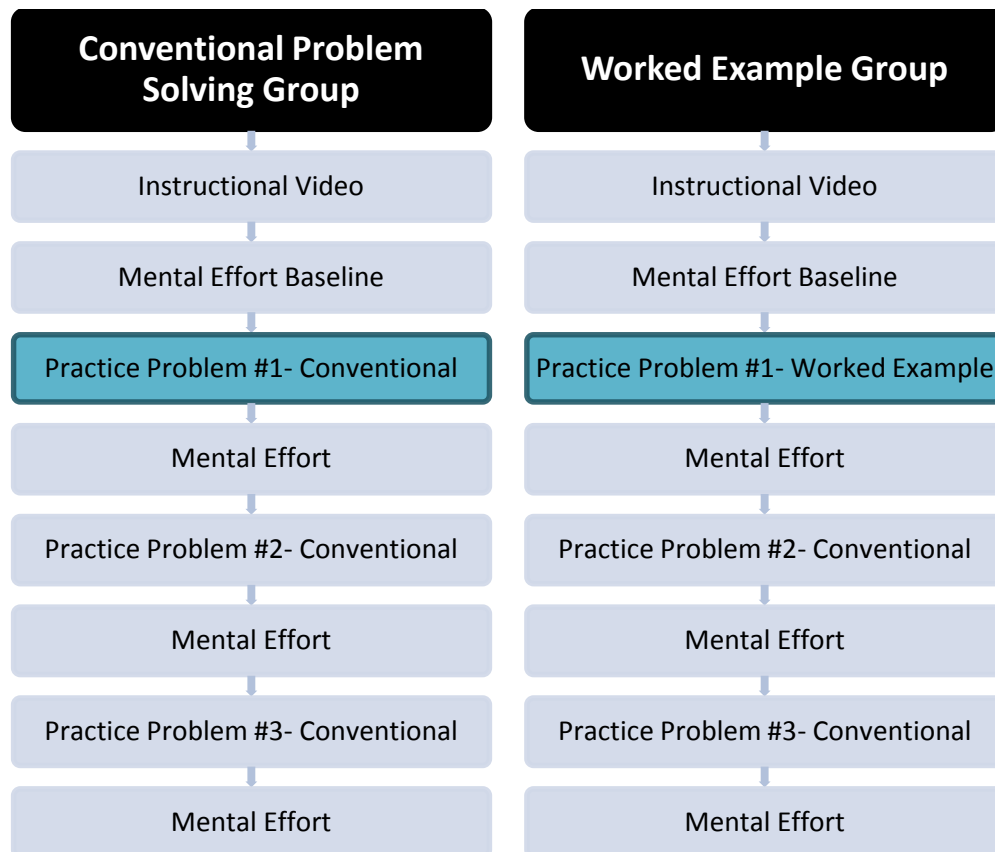 Conventional Problem
Solving Group
Instructional Video
Mental Effort Baseline
Practice Problem #1- Conventional
Mental Effort
Practice Problem #2- Conventional
Mental Effort
Practice Problem #3- Conventional
Mental Effort
Worked Example Group
Instructional Video
Mental Effort Baseline
Practice Problem #1- Worked Example
Mental Effort
Practice Problem #2- Conventional
Mental Effort
Practice Problem #3- Conventional
Mental Effort